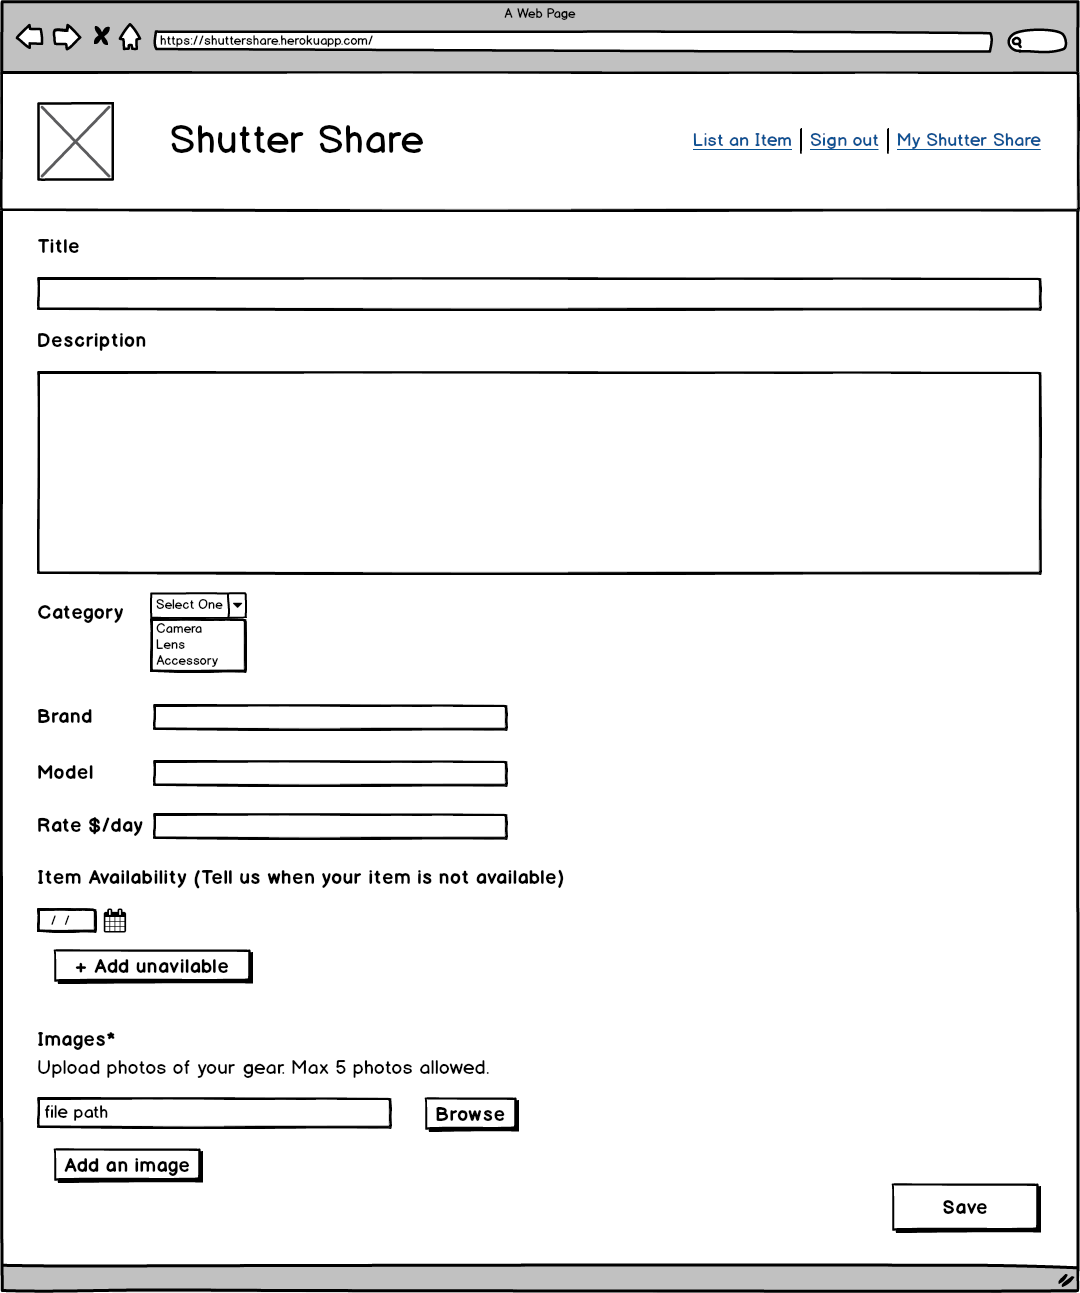 A Web Page
https://shuttershare.herokuapp.com/
Shutter Share
List an Item | Sign out | My Shutter Share
Title
Description
Category
Select One
Camera
Lens
Accessory
Brand
Model
Rate $/day
Item Availability (Tell us when your item is not available)
/ /
+ Add unavilable
Images*
Upload photos of your gear. Max 5 photos allowed.
file path
Browse
Add an image
Save